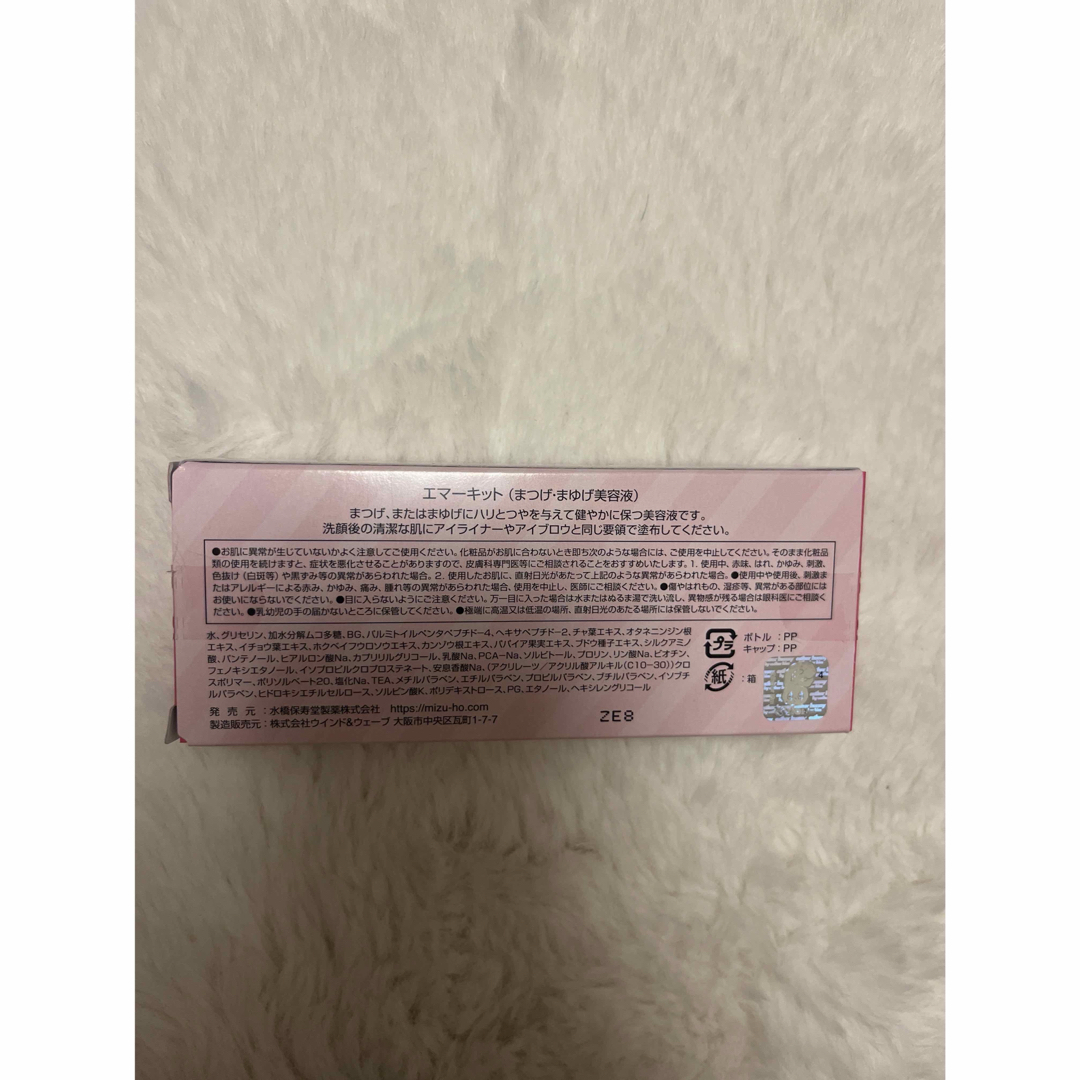 エマーキット（まつげ・まゆげ美容液）
まつげ、またはまゆげにハリとつやを与えて健やかに保つ美容液です。
洗顔後の清潔な肌にアイライナーやアイブロウと同じ要領で塗布してください。
●お肌に異常が生じていないかよく注意してご使用ください。化粧品がお肌に合わないとき即ち次のような場合には、ご使用を中止してください。そのまま化粧品
類の使用を続けますと、症状を悪化させることがありますので、皮膚科専門医等にご相談されることをおすすめいたします。1. 使用中、赤味、はれ、かゆみ、刺激、
色抜け（白斑等）や黒ずみ等の異常があらわれた場合。2. 使用したお肌に、直射日光があたって上記のような異常があらわれた場合。●使用中や使用後、刺激ま
たはアレルギーによる赤み、かゆみ、痛み、腫れ等の異常があらわれた場合、使用を中止し、医師にご相談ください。●傷やはれもの、湿疹等、異常がある部位には
お使いにならないでください。●目に入らないようにご注意ください。万一目に入った場合は水またはぬるま湯で洗い流し、異物感が残る場合は眼科医にご相談く
ださい。●乳幼児の手の届かないところに保管してください。●極端に高温又は低温の場所、直射日光のあたる場所には保管しないでください。
水、グリセリン、加水分解ムコ多糖、BG、パルミトイルペンタペプチド-4、ヘキサペプチド-2、チャ葉エキス、オタネニンジン根
エキス、イチョウ葉エキス、ホクベイフウロソウエキス、カンゾウ根エキス、パパイア果実エキス、ブドウ種子エキス、シルクアミノ
酸、パンテノール、ヒアルロン酸Na、カプリリルグリコール、乳酸Na、PCA-Na、ソルビトール、プロリン、リン酸Na、ビオチン、
フェノキシエタノール、イソプロピルクロプロステネート、安息香酸Na、（アクリレーツ／アクリル酸アルキル（C10-30））クロ
スポリマー、ポリソルベート20、塩化Na、TEA、メチルパラベン、エチルパラベン、プロピルパラベン、ブチルパラベン、イソブチ
ルパラベン、ヒドロキシエチルセルロース、ソルビン酸K、ポリデキストロース、PG、エタノール、ヘキシレングリコール
発売元：水橋保寿堂製薬株式会社 https://mizu-ho.com
製造販売元：株式会社ウインド&ウェーブ 大阪市中央区瓦町1-7-7
プラ
ボトル：PP
キャップ：PP
紙
：箱
4
ZE8